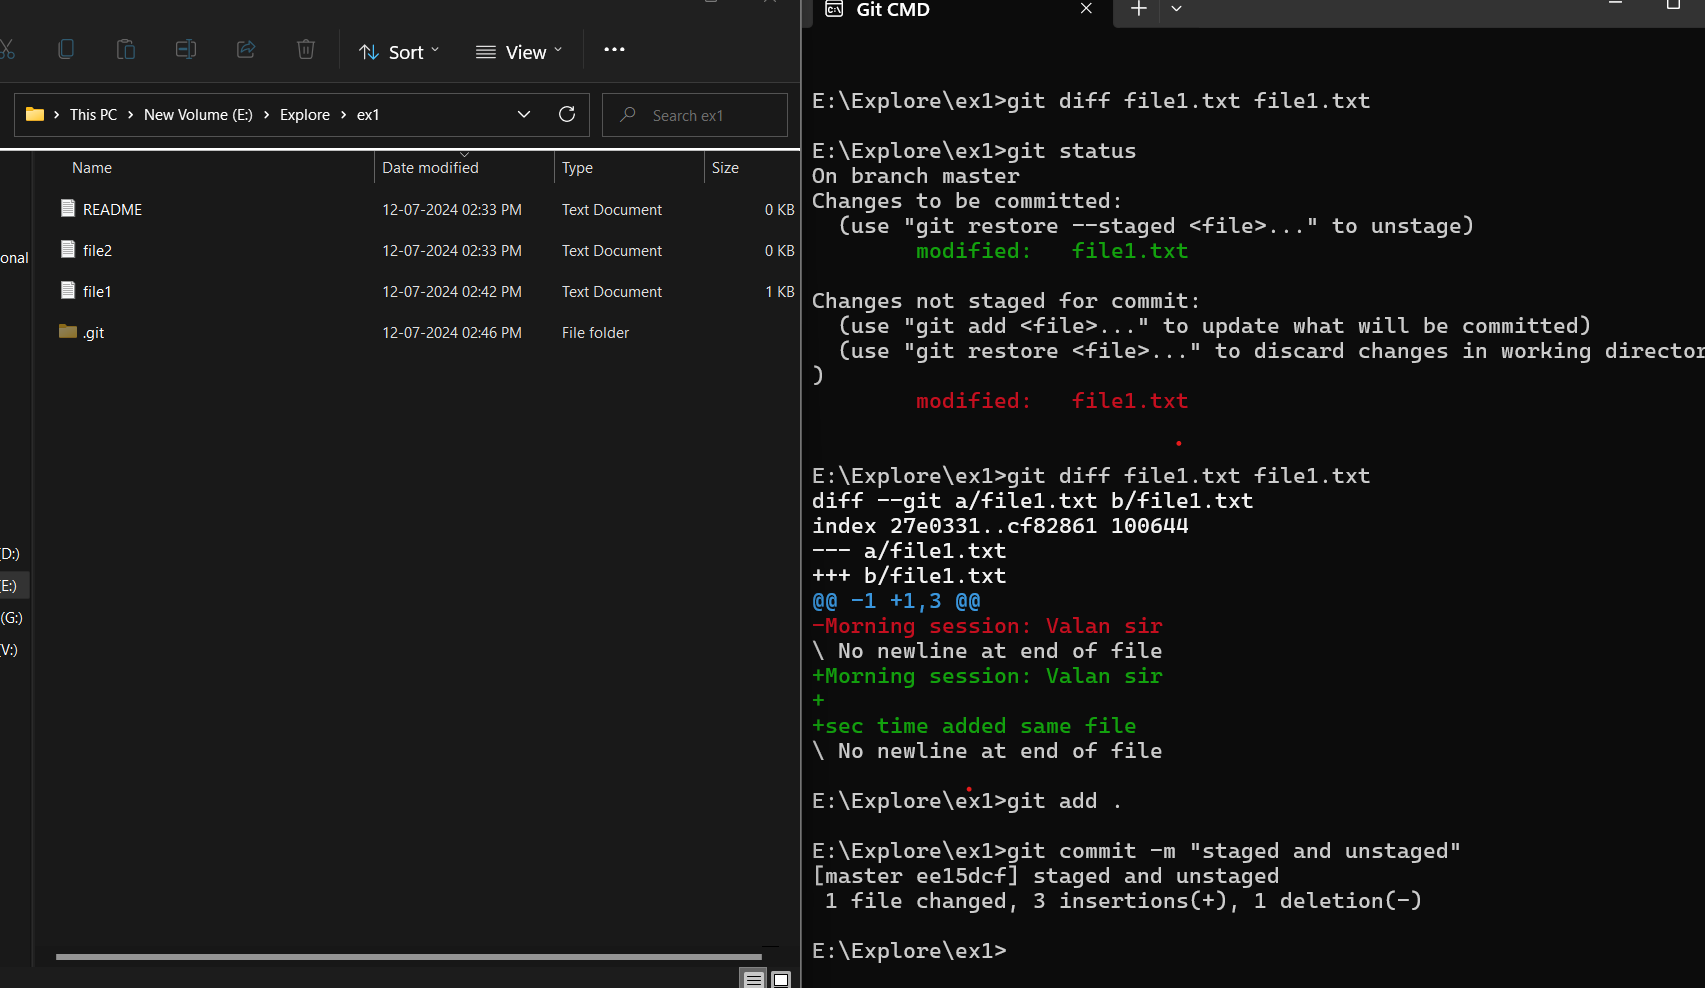 Sort
View
This PC > New Volume (E:) > Explore > ex1
Search ex1
Name Date modified Type Size
README 12-07-2024 02:33 PM Text Document 0 KB
file2 12-07-2024 02:33 PM Text Document 0 KB
file1 12-07-2024 02:42 PM Text Document 1 KB
.git 12-07-2024 02:46 PM File folder
onal
(D:)
(E:)
(G:)
(V:)
Git CMD
E:\Explore\ex1>git diff file1.txt file1.txt
E:\Explore\ex1>git status
On branch master
Changes to be committed:
  (use "git restore --staged <file>..." to unstage)
        modified:   file1.txt
Changes not staged for commit:
  (use "git add <file>..." to update what will be committed)
  (use "git restore <file>..." to discard changes in working director
)
        modified:   file1.txt
E:\Explore\ex1>git diff file1.txt file1.txt
diff --git a/file1.txt b/file1.txt
index 27e0331..cf82861 100644
--- a/file1.txt
+++ b/file1.txt
@@ -1 +1,3 @@
-Morning session: Valan sir
\ No newline at end of file
+Morning session: Valan sir
+
+sec time added same file
\ No newline at end of file
E:\Explore\ex1>git add .
E:\Explore\ex1>git commit -m "staged and unstaged"
[master ee15dcf] staged and unstaged
 1 file changed, 3 insertions(+), 1 deletion(-)
E:\Explore\ex1>